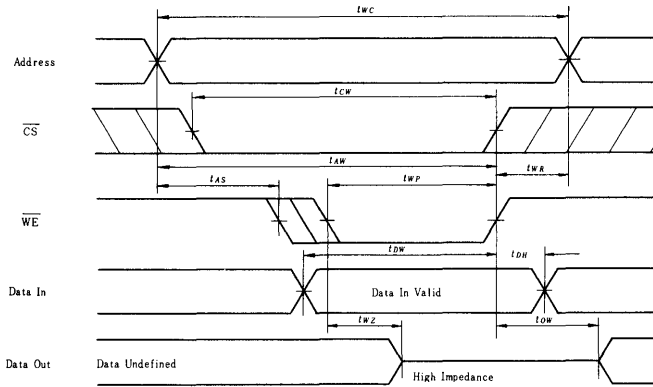 tWC
Address
tCW
CS
tAW
tWR
tAS
tWP
WE
tDW
tDH
Data In
Data In Valid
tWZ
tOW
Data Out
Data Undefined
High Impedance